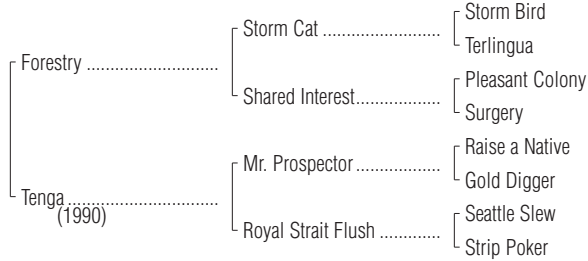 Storm Bird
Storm Cat ........................
Terlingua
Forestry ...........................
Pleasant Colony
Shared Interest.................
Surgery
Raise a Native
Mr. Prospector .................
Gold Digger
Tenga ...............................
(1990)
Seattle Slew
Royal Strait Flush ............
Strip Poker